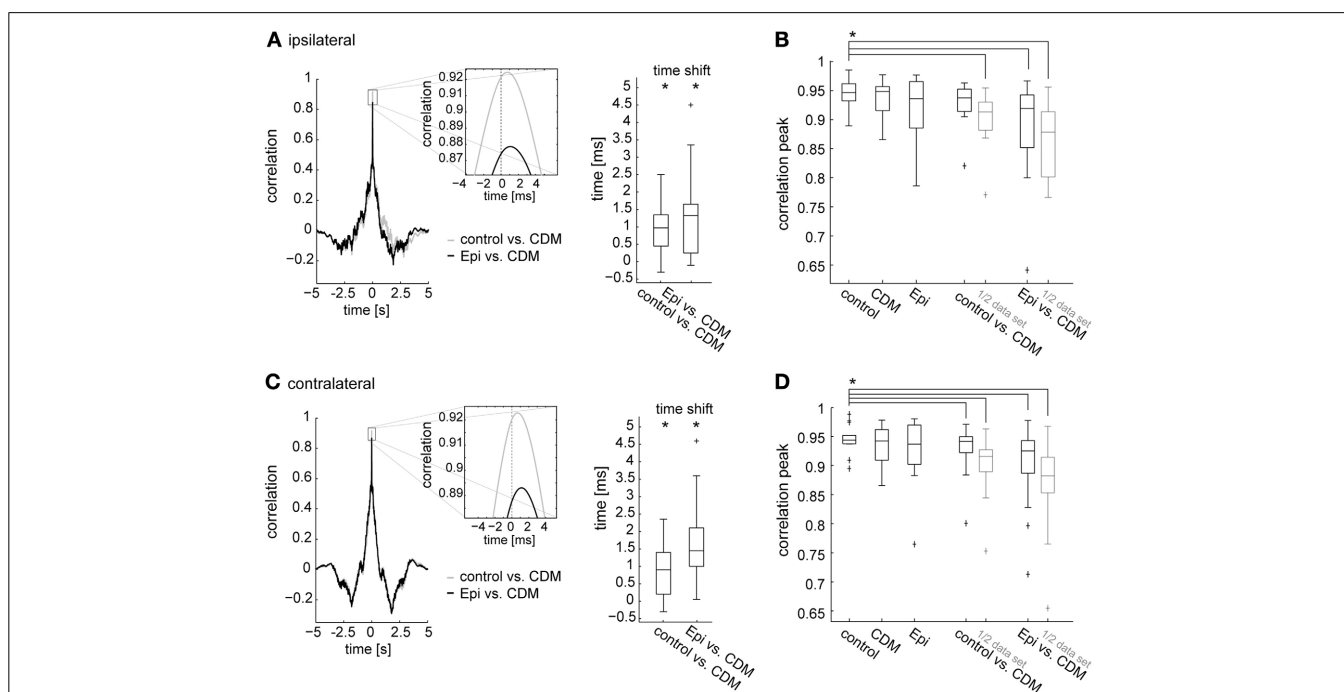 A ipsilateral
1
0.8
0.6
0.4
0.2
0
−0.2
correlation
−5 −2.5 0 2.5 5
time [s]
0.92
0.91
0.9
0.89
0.88
0.87
correlation
−4 −2 0 2 4
time [ms]
control vs. CDM
Epi vs. CDM
time shift
* *
5
4.5
4
3.5
3
2.5
2
1.5
1
0.5
0
−0.5
time [ms]
Epi vs. CDM
control vs. CDM
B
*
1
0.95
0.9
0.85
0.8
0.75
0.7
0.65
correlation peak
control
CDM
Epi
control vs. CDM
1/2 data set
Epi vs. CDM
1/2 data set
C contralateral
1
0.8
0.6
0.4
0.2
0
−0.2
correlation
−5 −2.5 0 2.5 5
time [s]
0.92
0.91
0.9
0.89
correlation
−4 −2 0 2 4
time [ms]
control vs. CDM
Epi vs. CDM
time shift
* *
5
4.5
4
3.5
3
2.5
2
1.5
1
0.5
0
−0.5
time [ms]
Epi vs. CDM
control vs. CDM
D
*
1
0.95
0.9
0.85
0.8
0.75
0.7
0.65
correlation peak
control
CDM
Epi
control vs. CDM
1/2 data set
Epi vs. CDM
1/2 data set